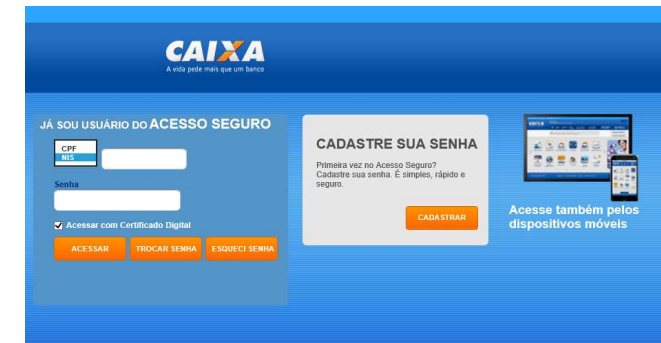 CAIXA
A vida pede mais que um banco
JÁ SOU USUÁRIO DO ACESSO SEGURO
CPF
NIS
Senha
Acessar com Certificado Digital
ACESSAR
TROCAR SENHA
ESQUECI SENHA
CADASTRE SUA SENHA
Primeira vez no Acesso Seguro?
Cadastre sua senha. É simples, rápido e
seguro.
CADASTRAR
CAIXA
Acesse também pelos
dispositivos móveis